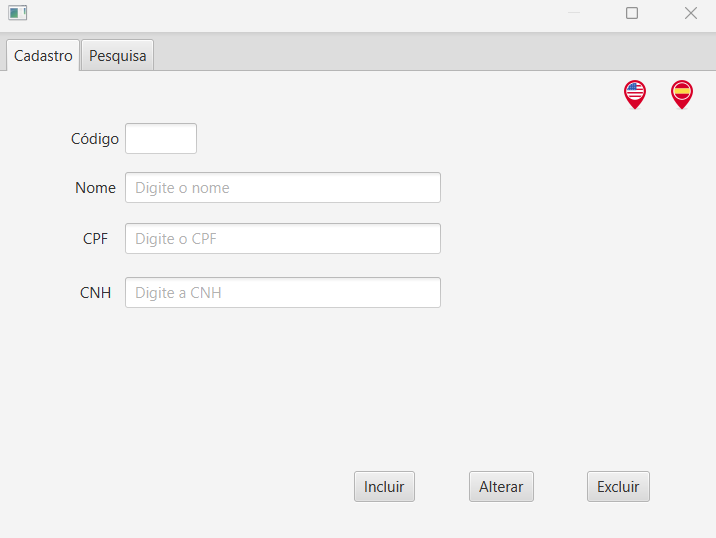 Cadastro Pesquisa
Código
Nome Digite o nome
CPF Digite o CPF
CNH Digite a CNH
Incluir Alterar Excluir